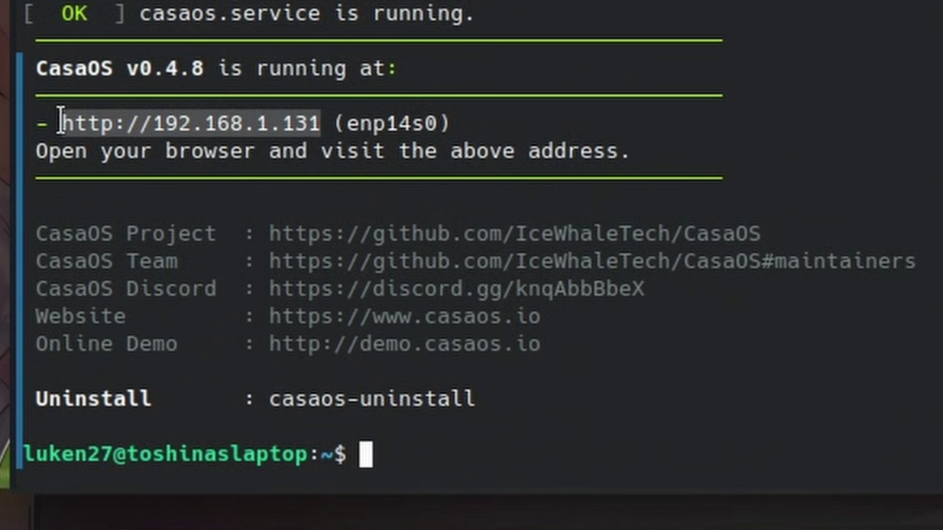 [  OK  ] casaos.service is running.
CasaOS v0.4.8 is running at:
- http://192.168.1.131 (enp14s0)
Open your browser and visit the above address.
CasaOS Project  : https://github.com/IceWhaleTech/CasaOS
CasaOS Team     : https://github.com/IceWhaleTech/CasaOS#maintainers
CasaOS Discord  : https://discord.gg/knqAbbBbeX
Website         : https://www.casaos.io
Online Demo     : http://demo.casaos.io
Uninstall       : casaos-uninstall
luken27@toshinaslaptop:~$